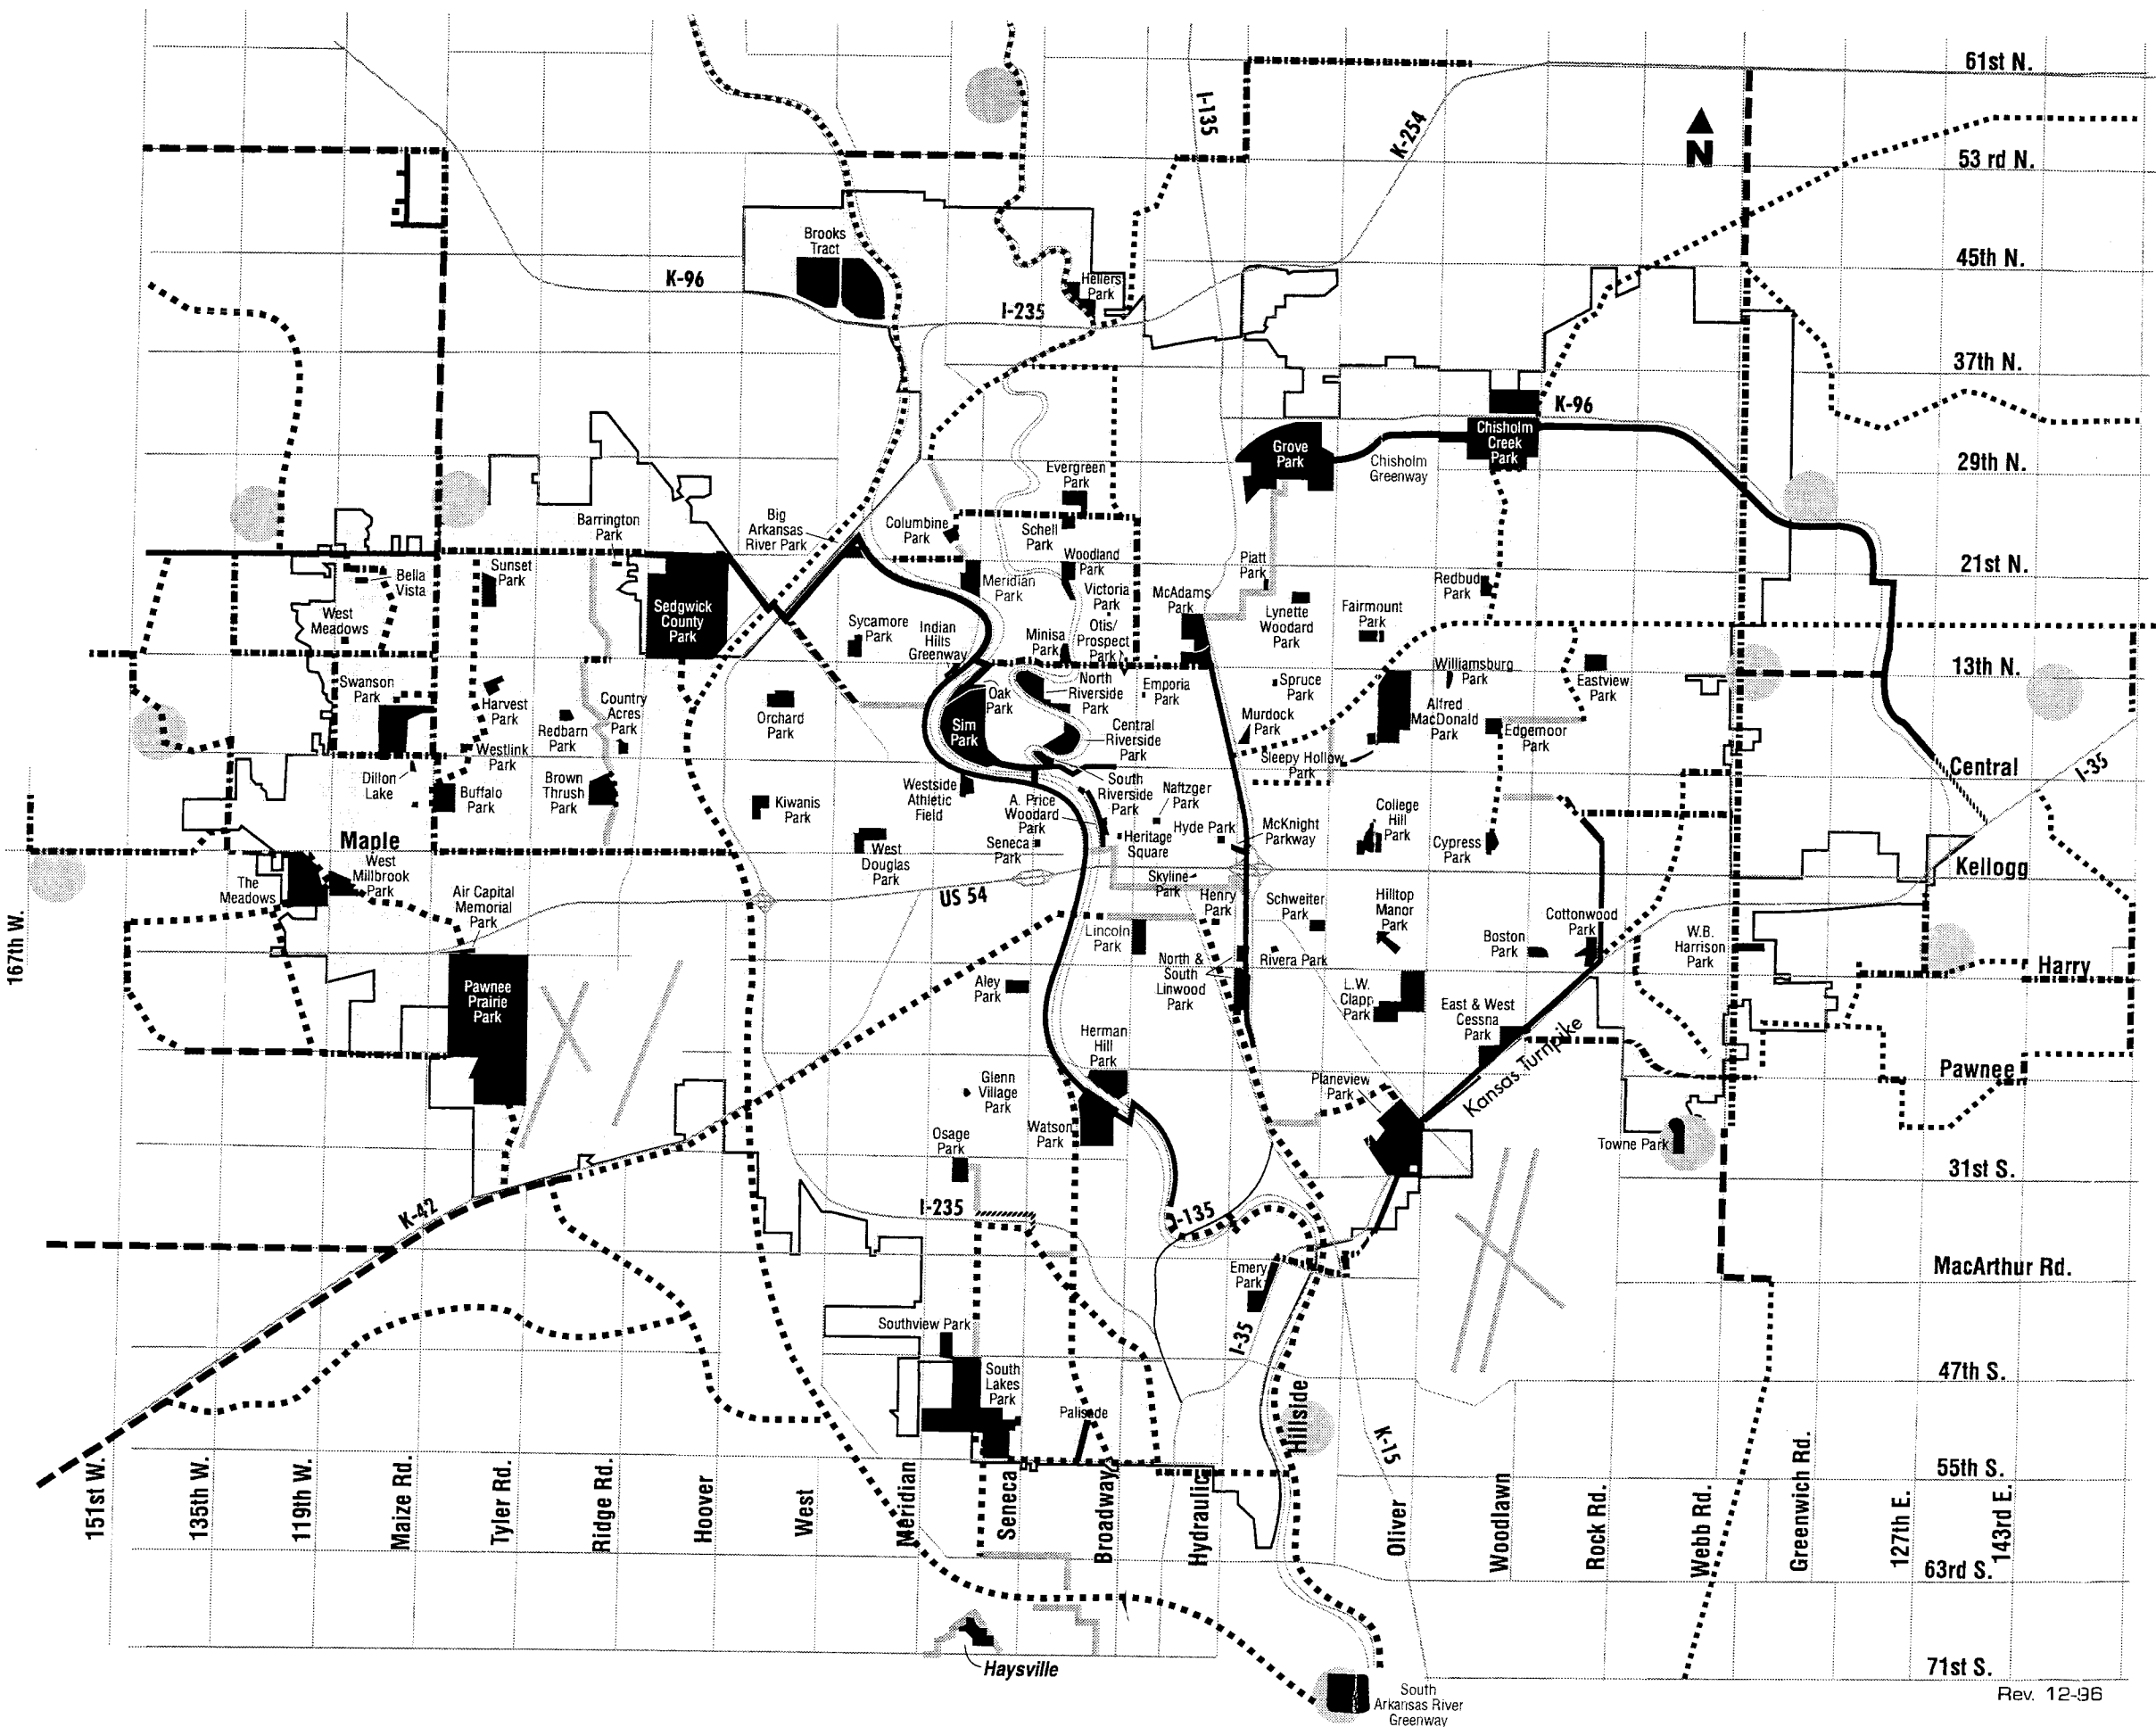 61st N.
I-135
K-254
N
53 rd N.
Brooks
Tract
45th N.
K-96
Hellers
Park
I-235
37th N.
K-96
Chisholm
Creek
Park
Grove
Park
Chisholm
Greenway
29th N.
Evergreen
Park
Big
Arkansas
River Park
Barrington
Park
Columbine
Park
Schell
Park
Woodland
Park
Piatt
Park
21st N.
Sunset
Park
Bella
Vista
Meridian
Park
Victoria
Park
McAdams
Park
Redbud
Park
West
Meadows
Sedgwick
County
Park
Sycamore
Park
Indian
Hills
Greenway
Minisa
Park
Otis/
Prospect
Park
Lynette
Woodard
Park
Fairmount
Park
13th N.
Swanson
Park
Harvest
Park
Redbarn
Park
Country
Acres
Park
Orchard
Park
Oak
Park
Sim
Park
North
Riverside
Park
Emporia
Park
Spruce
Park
Williamsburg
Park
Eastview
Park
Alfred
MacDonald
Park
Edgemoor
Park
Murdock
Park
Central
Riverside
Park
Westlink
Park
Sleepy Hollow
Park
Central
I-35
Dillon
Lake
Buffalo
Park
Brown
Thrush
Park
Kiwanis
Park
Westside
Athletic
Field
A. Price
Woodard
Park
South
Riverside
Park
Naftzger
Park
Hyde Park
McKnight
Parkway
College
Hill
Park
Cypress
Park
Maple
Seneca
Park
Heritage
Square
West
Douglas
Park
West
Millbrook
Park
The
Meadows
Kellogg
Skyline
Park
US 54
Air Capital
Memorial
Park
Henry
Park
Schweiter
Park
Hilltop
Manor
Park
Cottonwood
Park
Boston
Park
W.B.
Harrison
Park
167th W.
Lincoln
Park
North &
South
Linwood
Park
Rivera Park
Harry
Pawnee
Prairie
Park
Aley
Park
L.W.
Clapp
Park
East & West
Cessna
Park
Kansas Turnpike
Herman
Hill
Park
Glenn
Village
Park
Planeview
Park
Pawnee
Watson
Park
Osage
Park
Towne Park
31st S.
K-42
I-235
I-135
MacArthur Rd.
Emery
Park
Southview Park
I-35
South
Lakes
Park
47th S.
Palisade
Hillside
K-15
55th S.
151st W.
135th W.
119th W.
Maize Rd.
Tyler Rd.
Ridge Rd.
Hoover
West
Meridian
Seneca
Broadway
Hydraulic
Oliver
Woodlawn
Rock Rd.
Webb Rd.
Greenwich Rd.
127th E.
143rd E.
63rd S.
Haysville
71st S.
South
Arkansas River
Greenway
Rev. 12-96